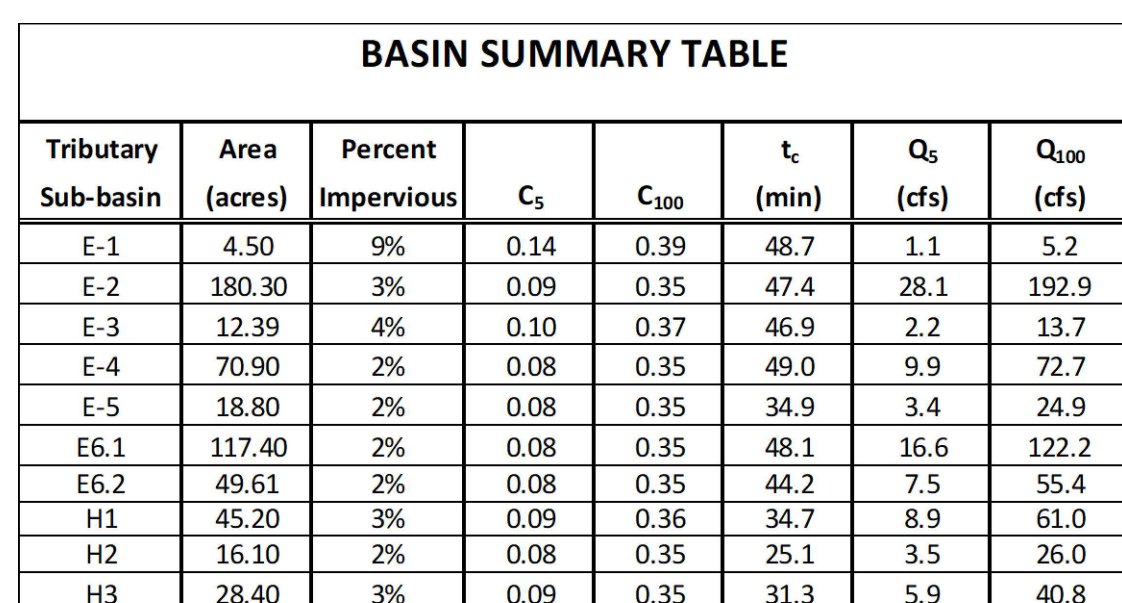 BASIN SUMMARY TABLE
Tributary Sub-basin Area (acres) Percent Impervious C5 C100 tc (min) Q5 (cfs) Q100 (cfs)
E-1 4.50 9% 0.14 0.39 48.7 1.1 5.2
E-2 180.30 3% 0.09 0.35 47.4 28.1 192.9
E-3 12.39 4% 0.10 0.37 46.9 2.2 13.7
E-4 70.90 2% 0.08 0.35 49.0 9.9 72.7
E-5 18.80 2% 0.08 0.35 34.9 3.4 24.9
E6.1 117.40 2% 0.08 0.35 48.1 16.6 122.2
E6.2 49.61 2% 0.08 0.35 44.2 7.5 55.4
H1 45.20 3% 0.09 0.36 34.7 8.9 61.0
H2 16.10 2% 0.08 0.35 25.1 3.5 26.0
H3 28.40 3% 0.09 0.35 31.3 5.9 40.8